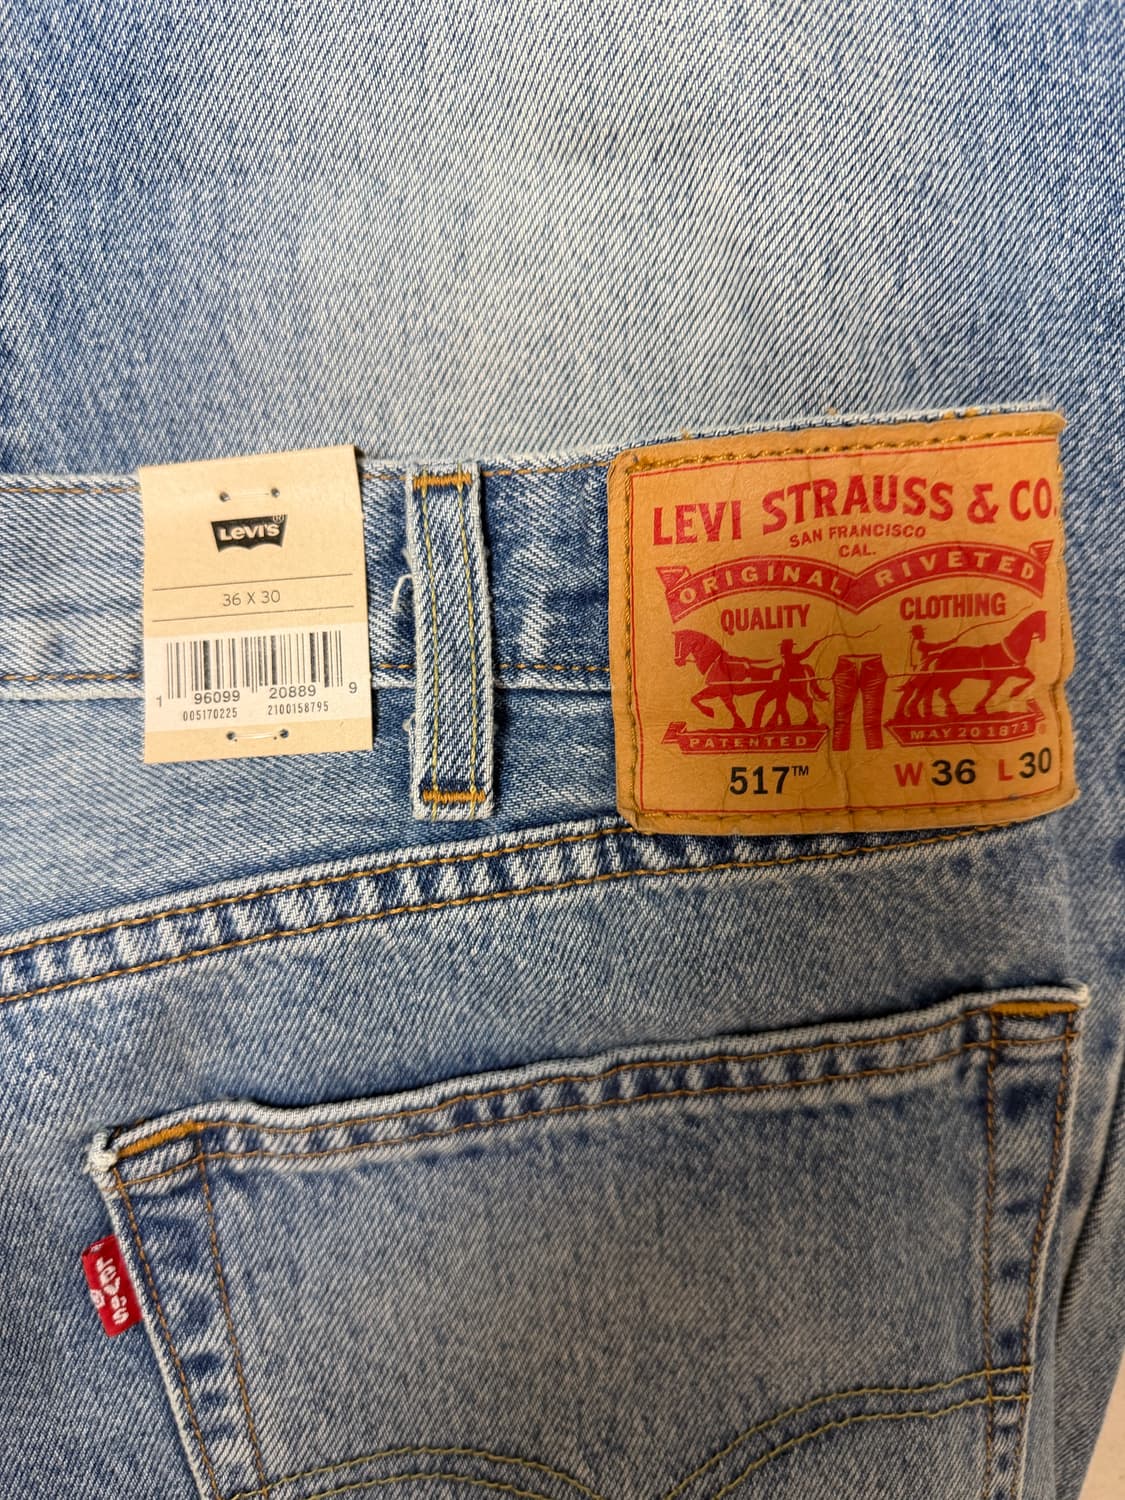 LEVI'S®
36 X 30
1 96099 20889 9
005170225 2100158795
LEVI STRAUSS & CO.
SAN FRANCISCO
CAL.
ORIGINAL RIVETED
QUALITY CLOTHING
PATENTED MAY 20 1873 ®
517™ W 36 L 30
LEVI'S
®